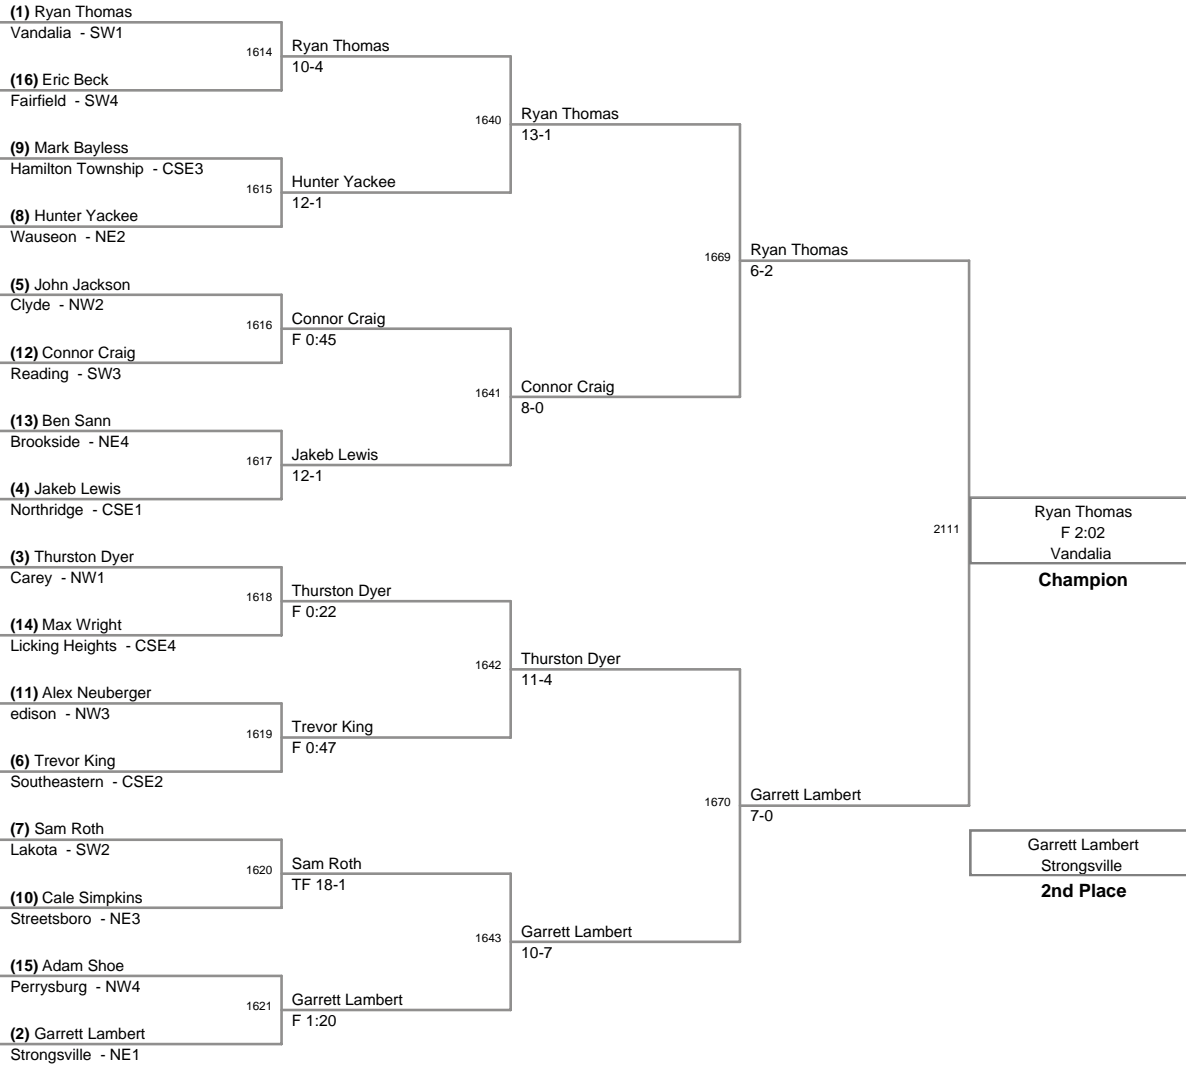 (1) Ryan Thomas
Vandalia - SW1
1614
Ryan Thomas
10-4
(16) Eric Beck
Fairfield - SW4
1640
Ryan Thomas
13-1
(9) Mark Bayless
Hamilton Township - CSE3
1615
Hunter Yackee
12-1
(8) Hunter Yackee
Wauseon - NE2
1669
Ryan Thomas
6-2
(5) John Jackson
Clyde - NW2
1616
Connor Craig
F 0:45
(12) Connor Craig
Reading - SW3
1641
Connor Craig
8-0
(13) Ben Sann
Brookside - NE4
1617
Jakeb Lewis
12-1
(4) Jakeb Lewis
Northridge - CSE1
2111
Ryan Thomas
F 2:02
Vandalia
Champion
(3) Thurston Dyer
Carey - NW1
1618
Thurston Dyer
F 0:22
(14) Max Wright
Licking Heights - CSE4
1642
Thurston Dyer
11-4
(11) Alex Neuberger
edison - NW3
1619
Trevor King
F 0:47
(6) Trevor King
Southeastern - CSE2
1670
Garrett Lambert
7-0
(7) Sam Roth
Lakota - SW2
1620
Sam Roth
TF 18-1
Garrett Lambert
Strongsville
2nd Place
(10) Cale Simpkins
Streetsboro - NE3
1643
Garrett Lambert
10-7
(15) Adam Shoe
Perrysburg - NW4
1621
Garrett Lambert
F 1:20
(2) Garrett Lambert
Strongsville - NE1